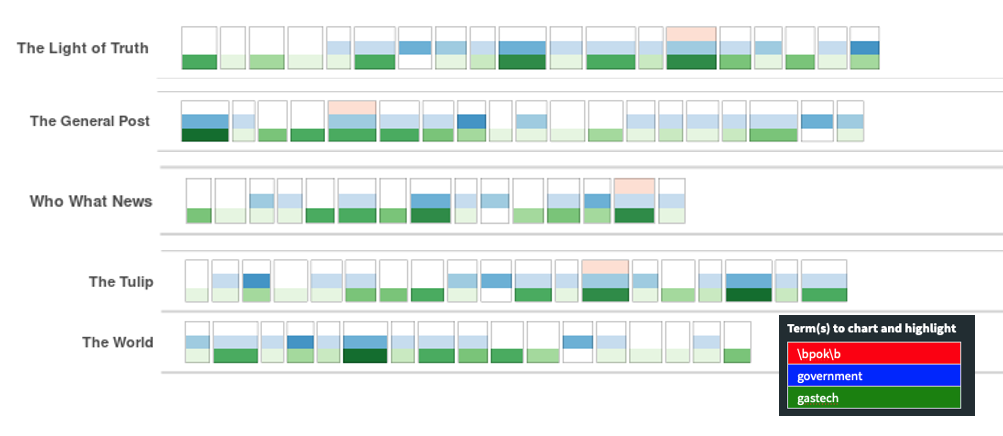 The Light of Truth
The General Post
Who What News
The Tulip
The World
Term(s) to chart and highlight
\bpok\b
government
gastech